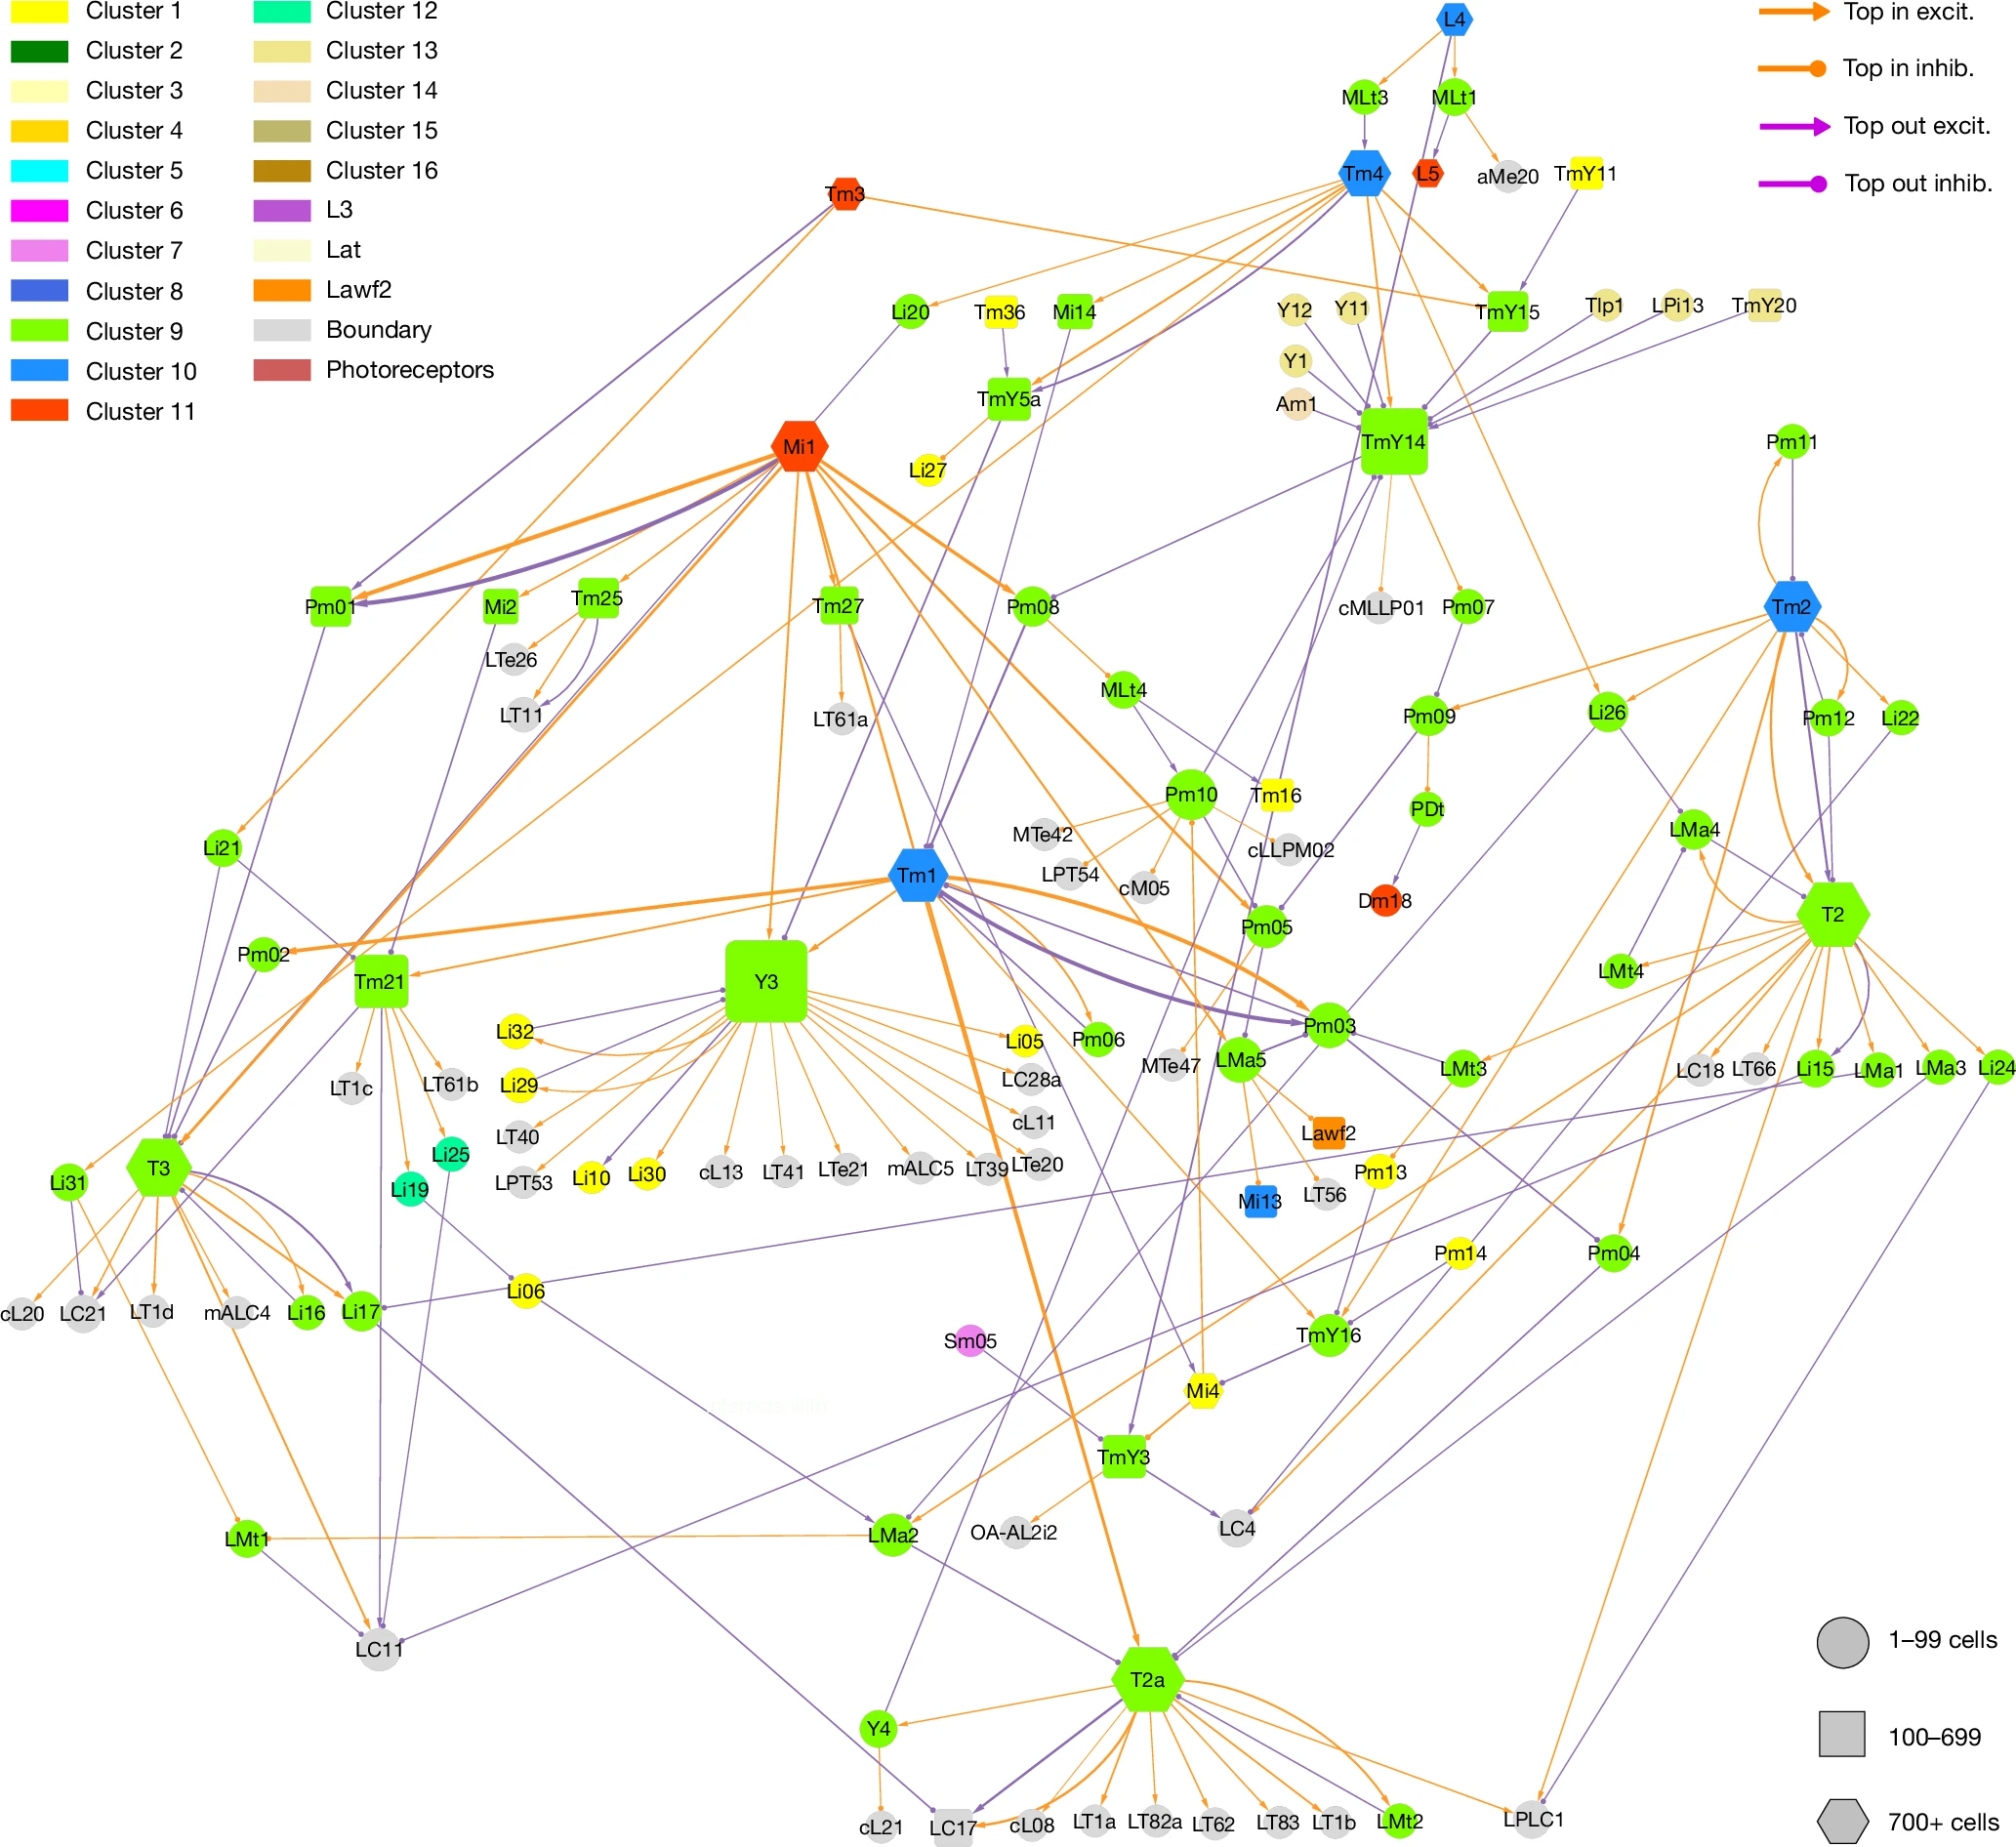 Cluster 1
Cluster 2
Cluster 3
Cluster 4
Cluster 5
Cluster 6
Cluster 7
Cluster 8
Cluster 9
Cluster 10
Cluster 11
Cluster 12
Cluster 13
Cluster 14
Cluster 15
Cluster 16
L3
Lat
Lawf2
Boundary
Photoreceptors
Top in excit.
Top in inhib.
Top out excit.
Top out inhib.
L4
MLt3
MLt1
Tm4
L5
aMe20
TmY11
Tm3
Li20
Tm36
Mi14
Y12
Y11
TmY15
Tlp1
LPi13
TmY20
Y1
TmY5a
Am1
Mi1
Li27
TmY14
Pm11
Pm01
Mi2
Tm25
Tm27
Pm08
cMLLP01
Pm07
Tm2
LTe26
LT11
LT61a
MLt4
Pm09
Li26
Pm12
Li22
Pm10
Tm16
PDt
MTe42
LMa4
Li21
cLLPM02
LPT54
cM05
Tm1
Dm18
T2
Pm05
Pm02
Tm21
Y3
LMt4
Li32
Li05
Pm06
Pm03
MTe47
LMa5
LMt3
LC18
LT66
Li15
LMa1
LMa3
Li24
LT1c
LT61b
Li29
LC28a
LT40
cL11
Lawf2
Li25
T3
Li31
Li19
LPT53
Li10
Li30
cL13
LT41
LTe21
mALC5
LT39
LTe20
Pm13
Mi13
LT56
Pm14
Pm04
cL20
LC21
LT1d
mALC4
Li16
Li17
Li06
Sm05
TmY16
Mi4
TmY3
LMt1
LMa2
OA-AL2i2
LC4
LC11
T2a
Y4
cL21
LC17
cL08
LT1a
LT82a
LT62
LT83
LT1b
LMt2
LPLC1
1–99 cells
100–699
700+ cells